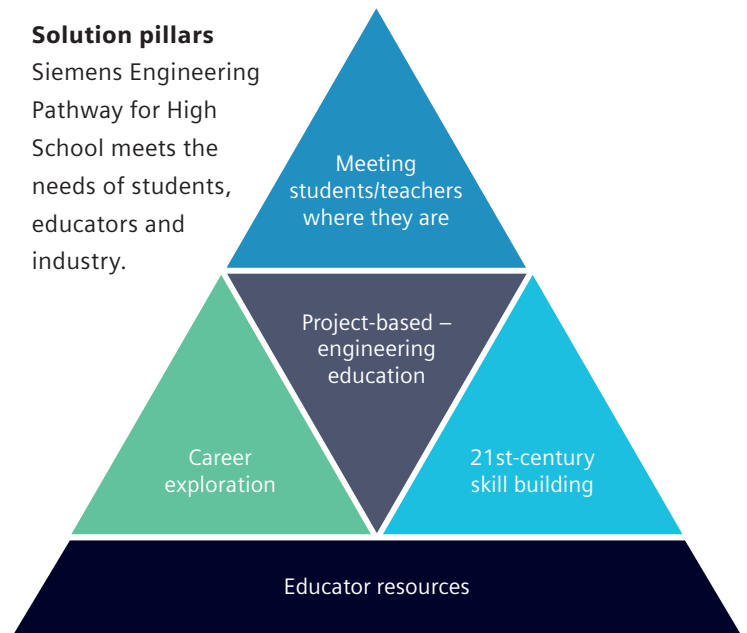 Solution pillars
Siemens Engineering
Pathway for High
School meets the
needs of students,
educators and
industry.
Meeting
students/teachers
where they are
Project-based –
engineering
education
Career
exploration
21st-century
skill building
Educator resources